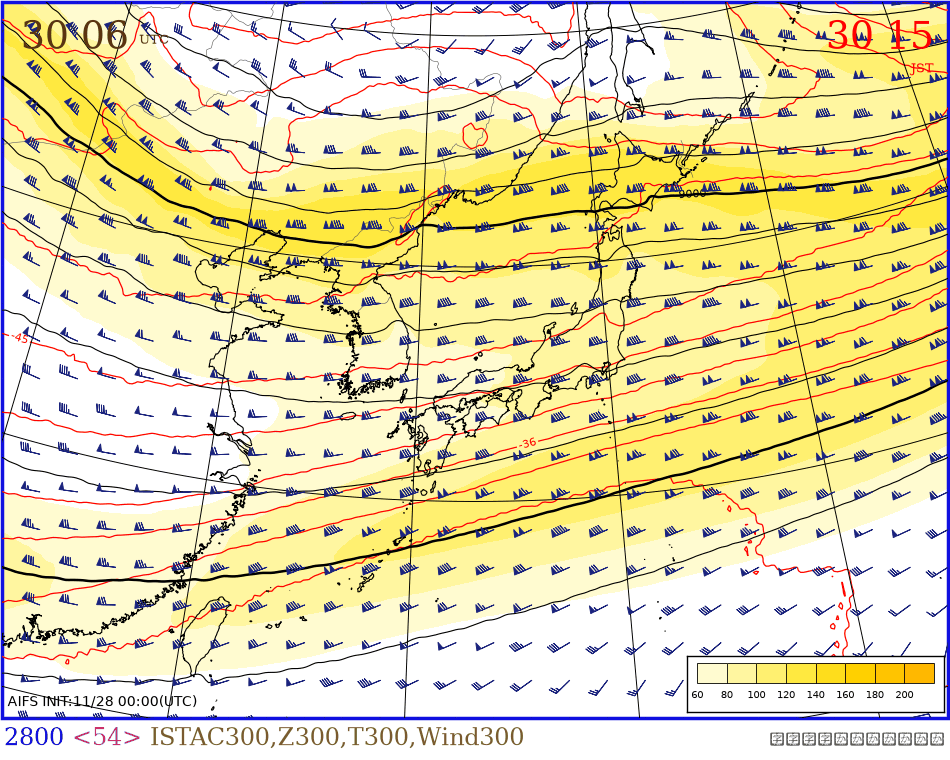 30 06 UTC
30 15 JST
9000
-45
-36
60 80 100 120 140 160 180 200
AIFS INIT:11/28 00:00(UTC)
2800 <54> ISTAC300,Z300,T300,Wind300